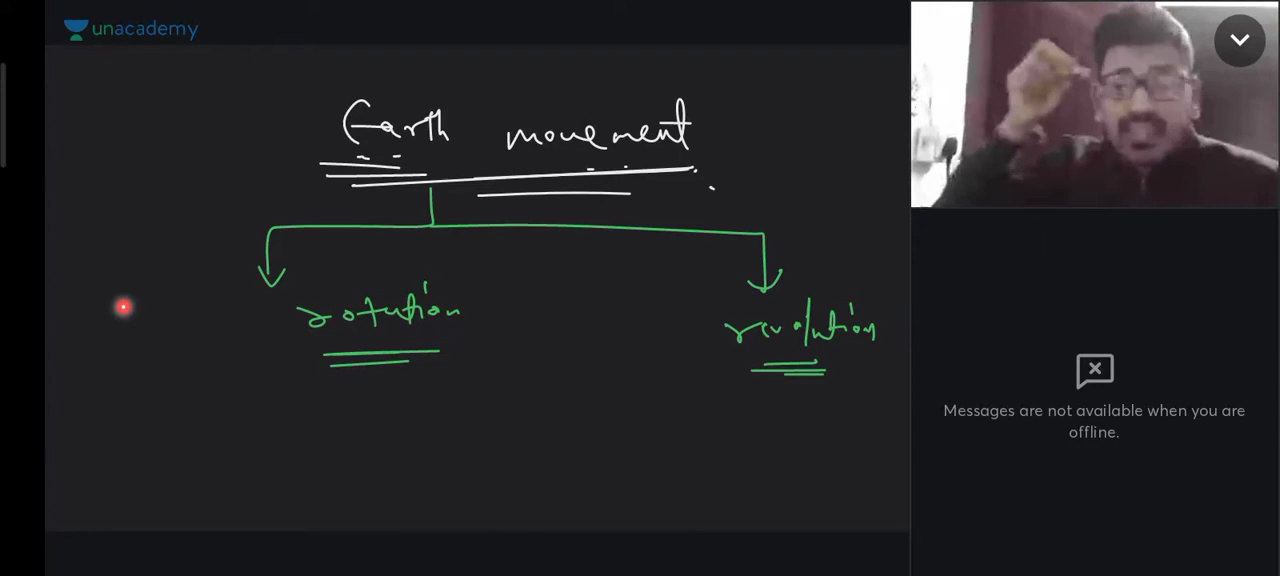 unacademy
Earth movement
rotation
revolution
Messages are not available when you are
offline.